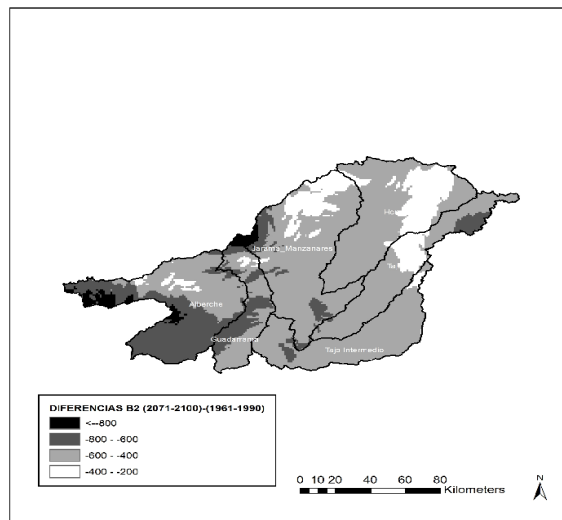 Jarama_Manzanares
Alberche
Guadarrama
Tajo Intermedio
DIFERENCIAS B2 (2071-2100)-(1961-1990)
<--800
-800 - -600
-600 - -400
-400 - -200
0 10 20 40 60 80
Kilometers
N